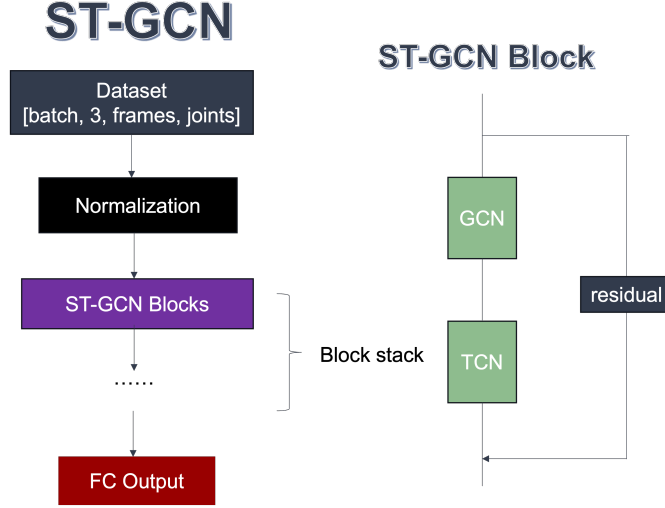 ST-GCN
Dataset
[batch, 3, frames, joints]
Normalization
ST-GCN Blocks
......
Block stack
FC Output
ST-GCN Block
GCN
residual
TCN